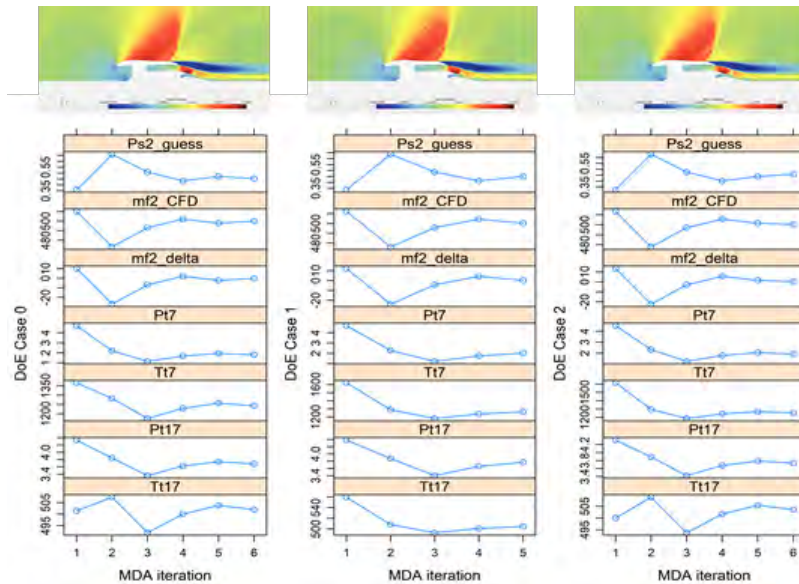 DoE Case 0
Ps2_guess
0.35 0.55
mf2_CFD
480 500
mf2_delta
-20 0 10
Pt7
1 2 3 4
Tt7
1200 1350
Pt17
3.4 4.0
Tt17
495 505
1 2 3 4 5 6
MDA iteration
DoE Case 1
Ps2_guess
0.35 0.55
mf2_CFD
480 500
mf2_delta
-20 0 10
Pt7
2 3 4
Tt7
1200 1600
Pt17
3.4 4.0
Tt17
500 540
1 2 3 4 5
MDA iteration
DoE Case 2
Ps2_guess
0.35 0.55
mf2_CFD
480 500
mf2_delta
-20 0 10
Pt7
2 3 4
Tt7
1200 1500
Pt17
3.4 3.8 4.2
Tt17
495 505
1 2 3 4 5 6
MDA iteration